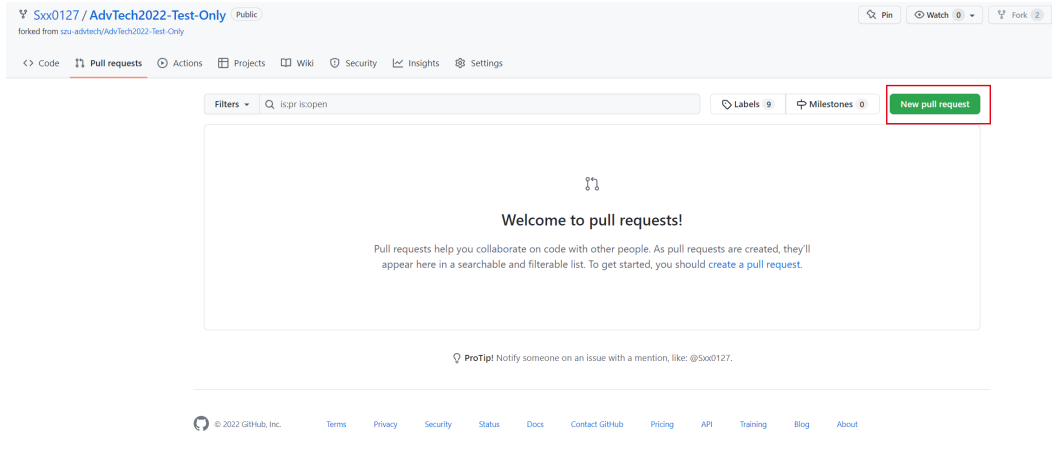 Sxx0127 / AdvTech2022-Test-Only Public
Pin Watch 0 Fork 2
forked from szu-advtech/AdvTech2022-Test-Only
Code Pull requests Actions Projects Wiki Security Insights Settings
Filters is:pr is:open Labels 9 Milestones 0 New pull request
Welcome to pull requests!
Pull requests help you collaborate on code with other people. As pull requests are created, they'll
appear here in a searchable and filterable list. To get started, you should create a pull request.
ProTip! Notify someone on an issue with a mention, like: @Sxx0127.
© 2022 GitHub, Inc. Terms Privacy Security Status Docs Contact GitHub Pricing API Training Blog About